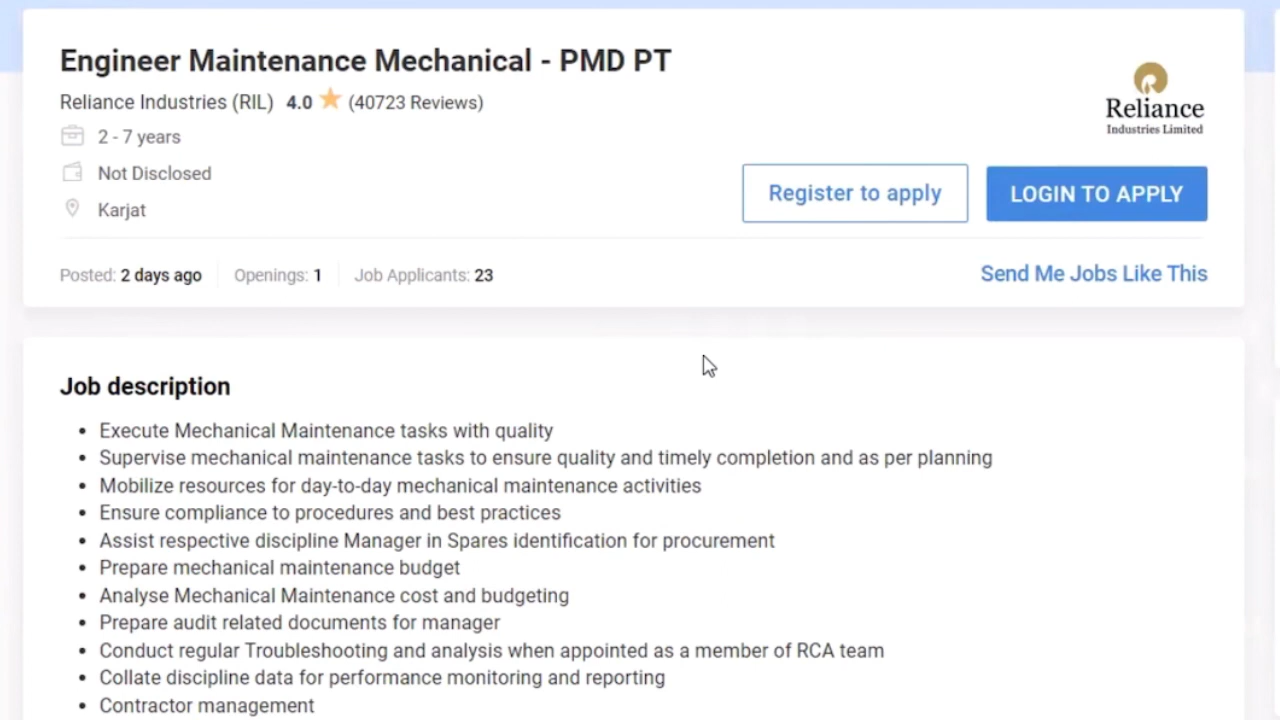 Engineer Maintenance Mechanical - PMD PT
Reliance Industries (RIL) 4.0 (40723 Reviews)
2 - 7 years
Not Disclosed
Karjat
Reliance
Industries Limited
Register to apply
LOGIN TO APPLY
Posted: 2 days ago Openings: 1 Job Applicants: 23
Send Me Jobs Like This
Job description
• Execute Mechanical Maintenance tasks with quality
• Supervise mechanical maintenance tasks to ensure quality and timely completion and as per planning
• Mobilize resources for day-to-day mechanical maintenance activities
• Ensure compliance to procedures and best practices
• Assist respective discipline Manager in Spares identification for procurement
• Prepare mechanical maintenance budget
• Analyse Mechanical Maintenance cost and budgeting
• Prepare audit related documents for manager
• Conduct regular Troubleshooting and analysis when appointed as a member of RCA team
• Collate discipline data for performance monitoring and reporting
• Contractor management